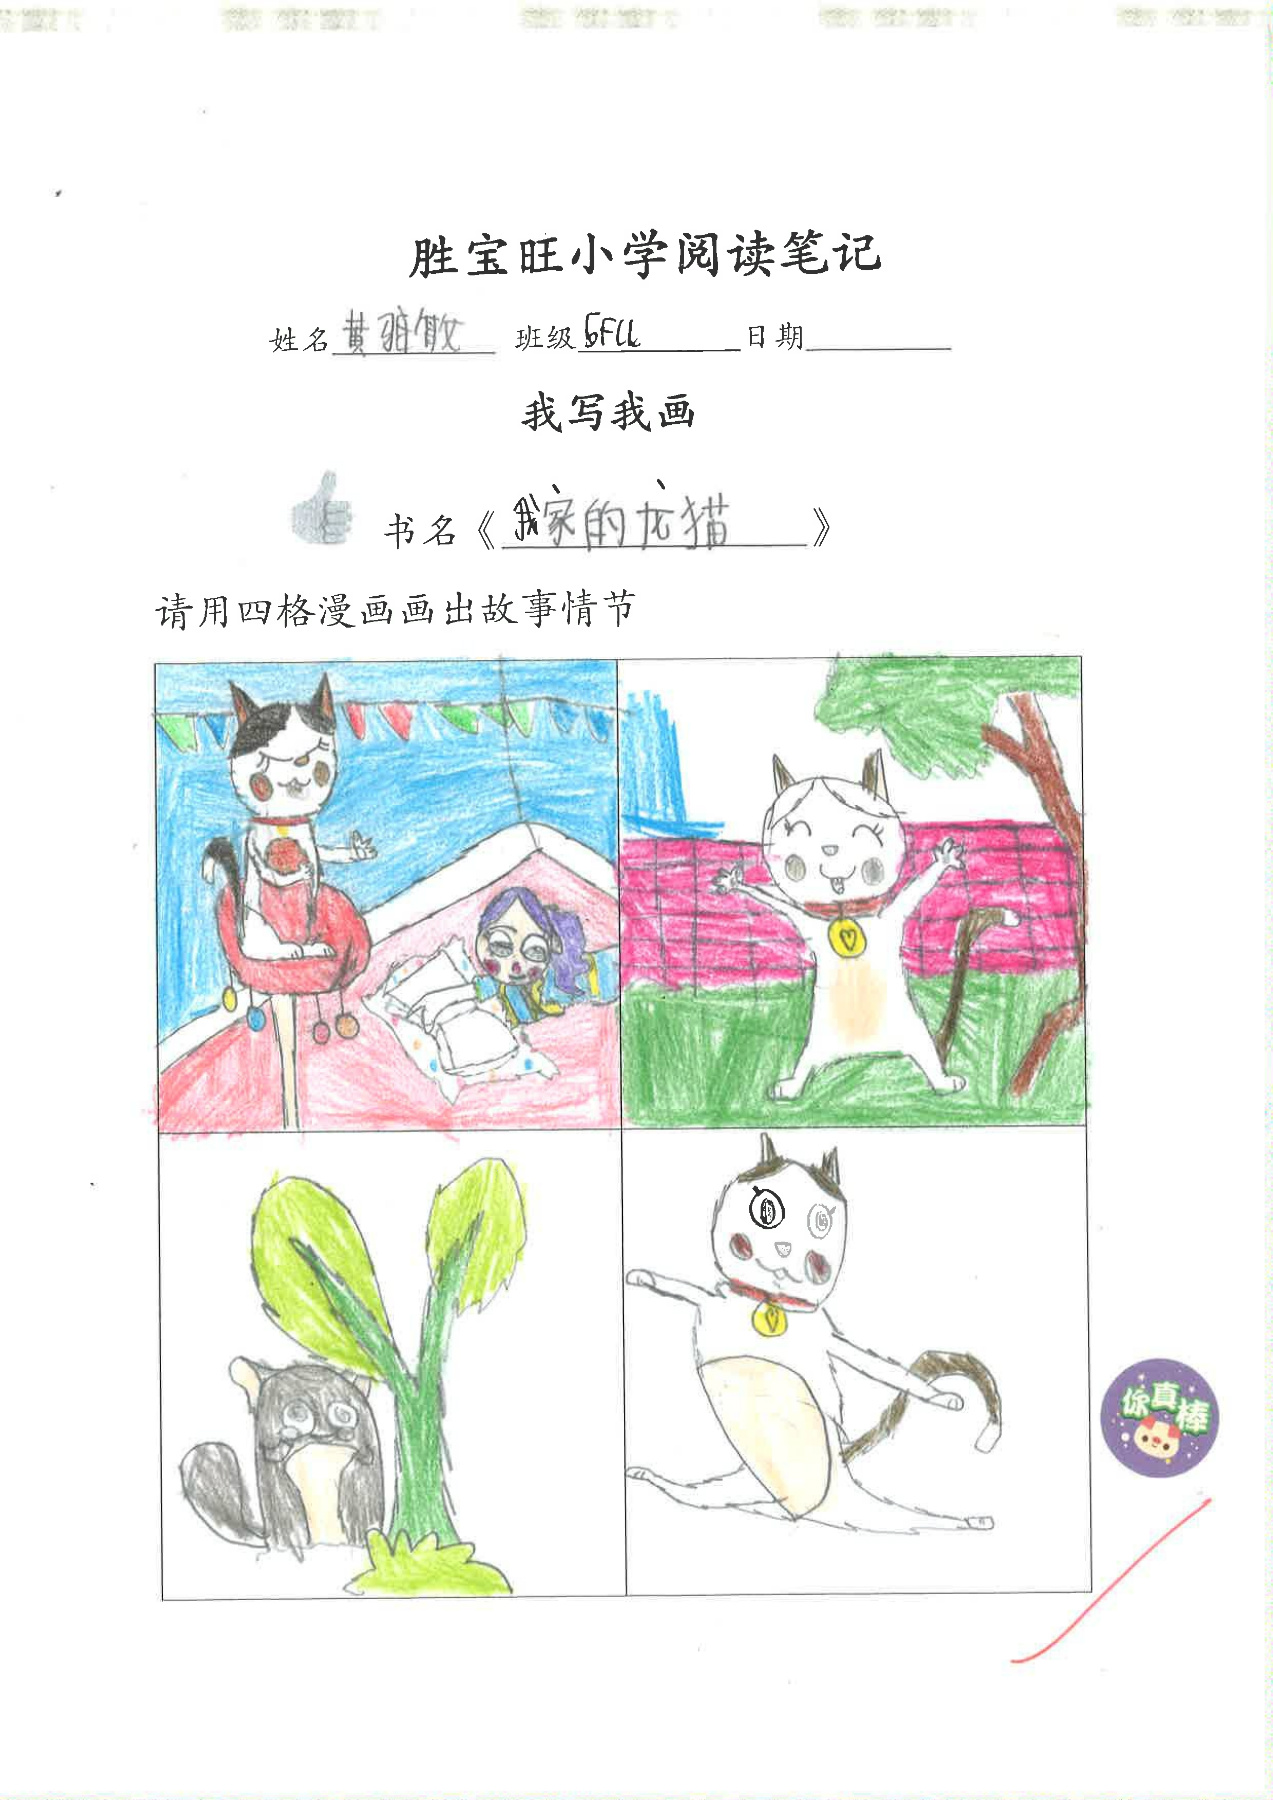 胜宝旺小学阅读笔记
姓名 黄雅敏 班级 5FCL 日期
我写我画
书名《我家的龙猫》
请用四格漫画画出故事情节
你真棒